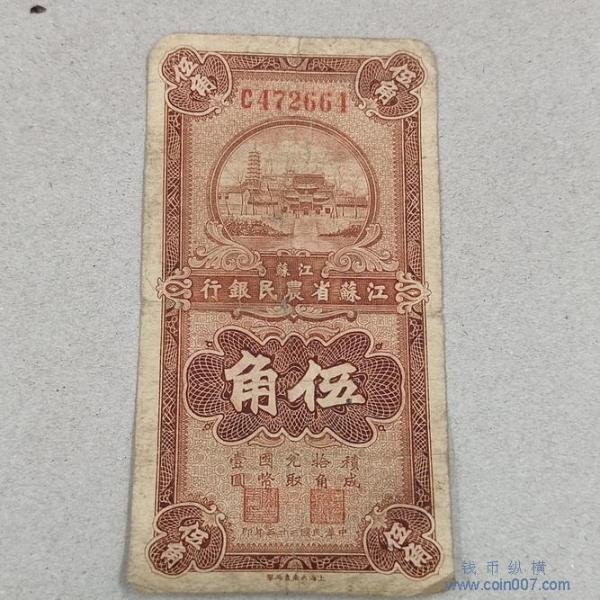 伍角
伍角
C472664
江蘇
江蘇省農民銀行
伍角
積成
拾角
兌取
國幣
壹圓
伍角
伍角
钱币纵横
www.coin007.com